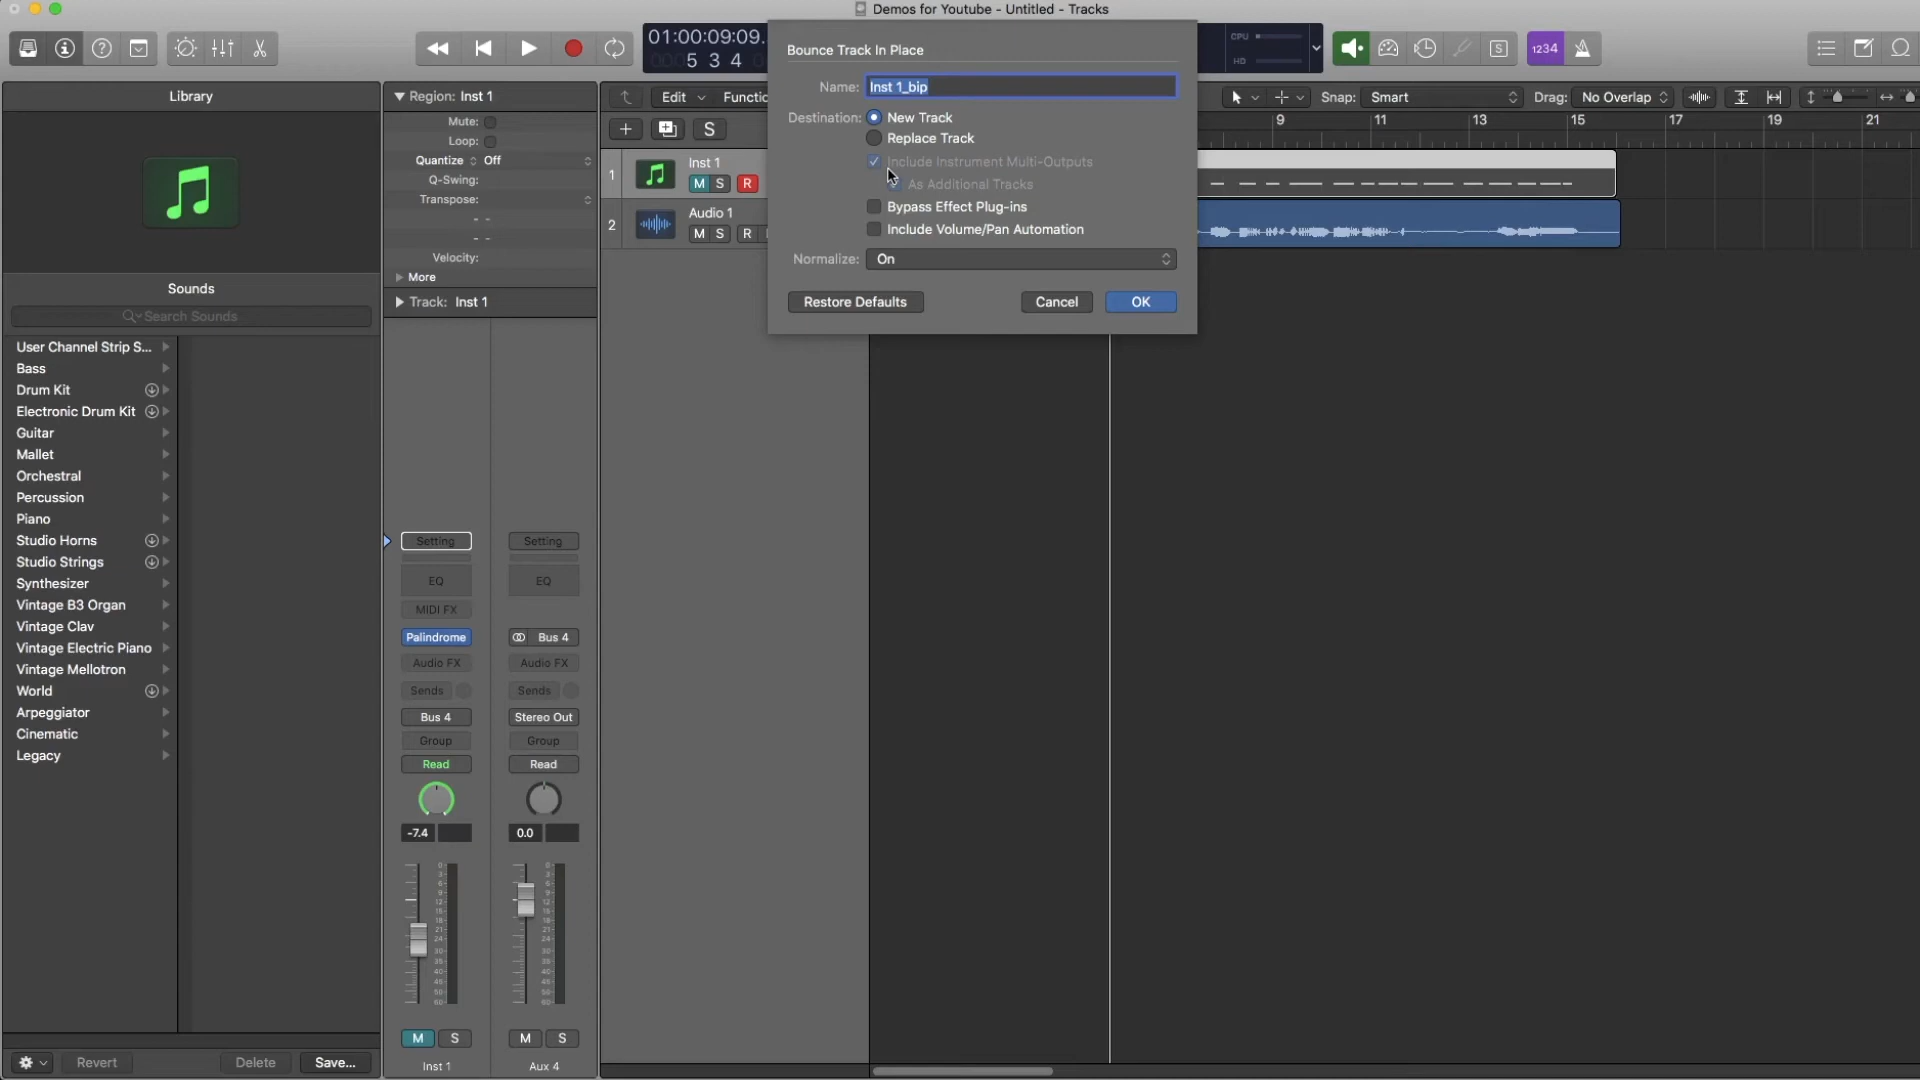 Demos for Youtube - Untitled - Tracks
01:00:09:09.
5 3 4
CPU
HD
1234
S
Library
Region: Inst 1
Mute:
Loop:
Quantize Off
Q-Swing:
Transpose:
Velocity:
More
Track: Inst 1
Sounds
Search Sounds
User Channel Strip S...
Bass
Drum Kit
Electronic Drum Kit
Guitar
Mallet
Orchestral
Percussion
Piano
Studio Horns
Studio Strings
Synthesizer
Vintage B3 Organ
Vintage Clav
Vintage Electric Piano
Vintage Mellotron
World
Arpeggiator
Cinematic
Legacy
Revert
Delete
Save...
Setting
EQ
MIDI FX
Palindrome
Audio FX
Sends
Bus 4
Group
Read
-7.4
M S
Inst 1
Setting
EQ
Bus 4
Audio FX
Sends
Stereo Out
Group
Read
0.0
M S
Aux 4
Edit
Functio
S
1
Inst 1
M S R
2
Audio 1
M S R
Bounce Track In Place
Name: Inst 1_bip
Destination: New Track
Replace Track
Include Instrument Multi-Outputs
As Additional Tracks
Bypass Effect Plug-ins
Include Volume/Pan Automation
Normalize: On
Restore Defaults
Cancel
OK
Snap: Smart
Drag: No Overlap
9 11 13 15 17 19 21